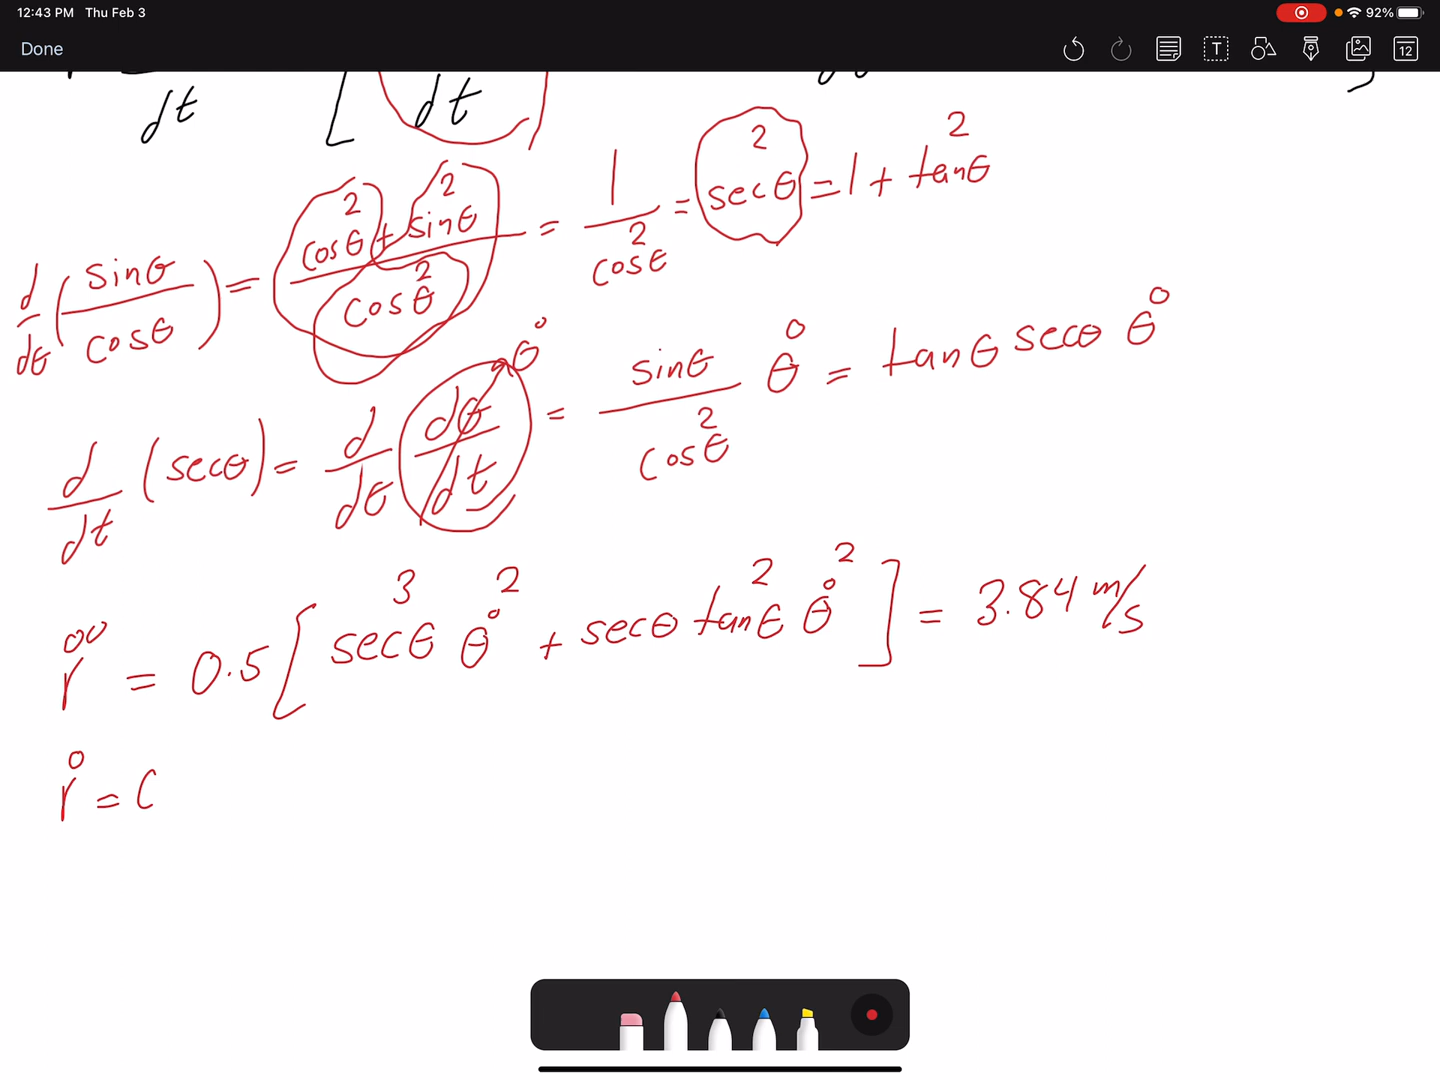 12:43 PM Thu Feb 3 92%
Done T 12
dt [ dt
d/dθ (sinθ/cosθ) = (cos²θ + sin²θ)/cos²θ = 1/cos²θ = sec²θ = 1 + tan²θ
d/dt (secθ) = d/dθ (dθ/dt) θ̇ = sinθ/cos²θ θ̇ = tanθ secθ θ̇
r̈ = 0.5 [ sec³θ θ̇² + secθ tan²θ θ̇² ] = 3.84 m/s
ṙ = (